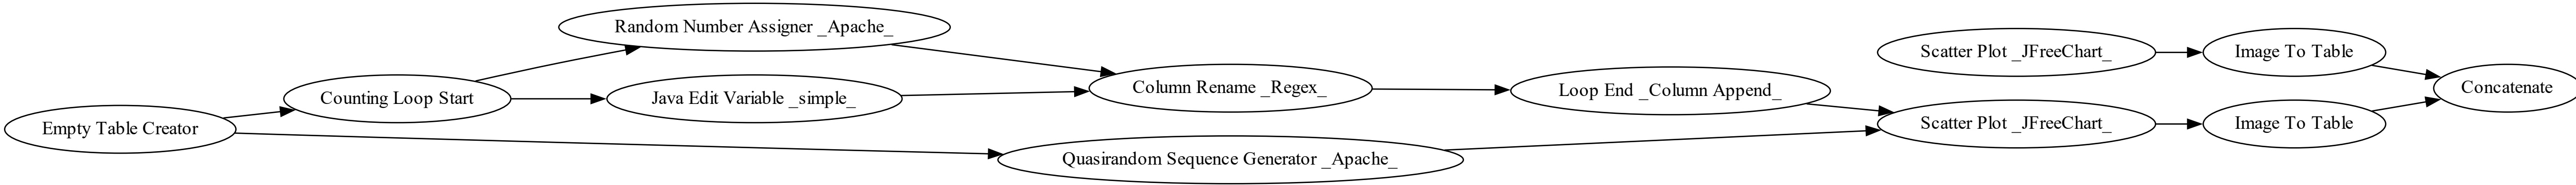 Empty Table Creator
Counting Loop Start
Random Number Assigner _Apache_
Java Edit Variable _simple_
Quasirandom Sequence Generator _Apache_
Column Rename _Regex_
Loop End _Column Append_
Scatter Plot _JFreeChart_
Scatter Plot _JFreeChart_
Image To Table
Image To Table
Concatenate